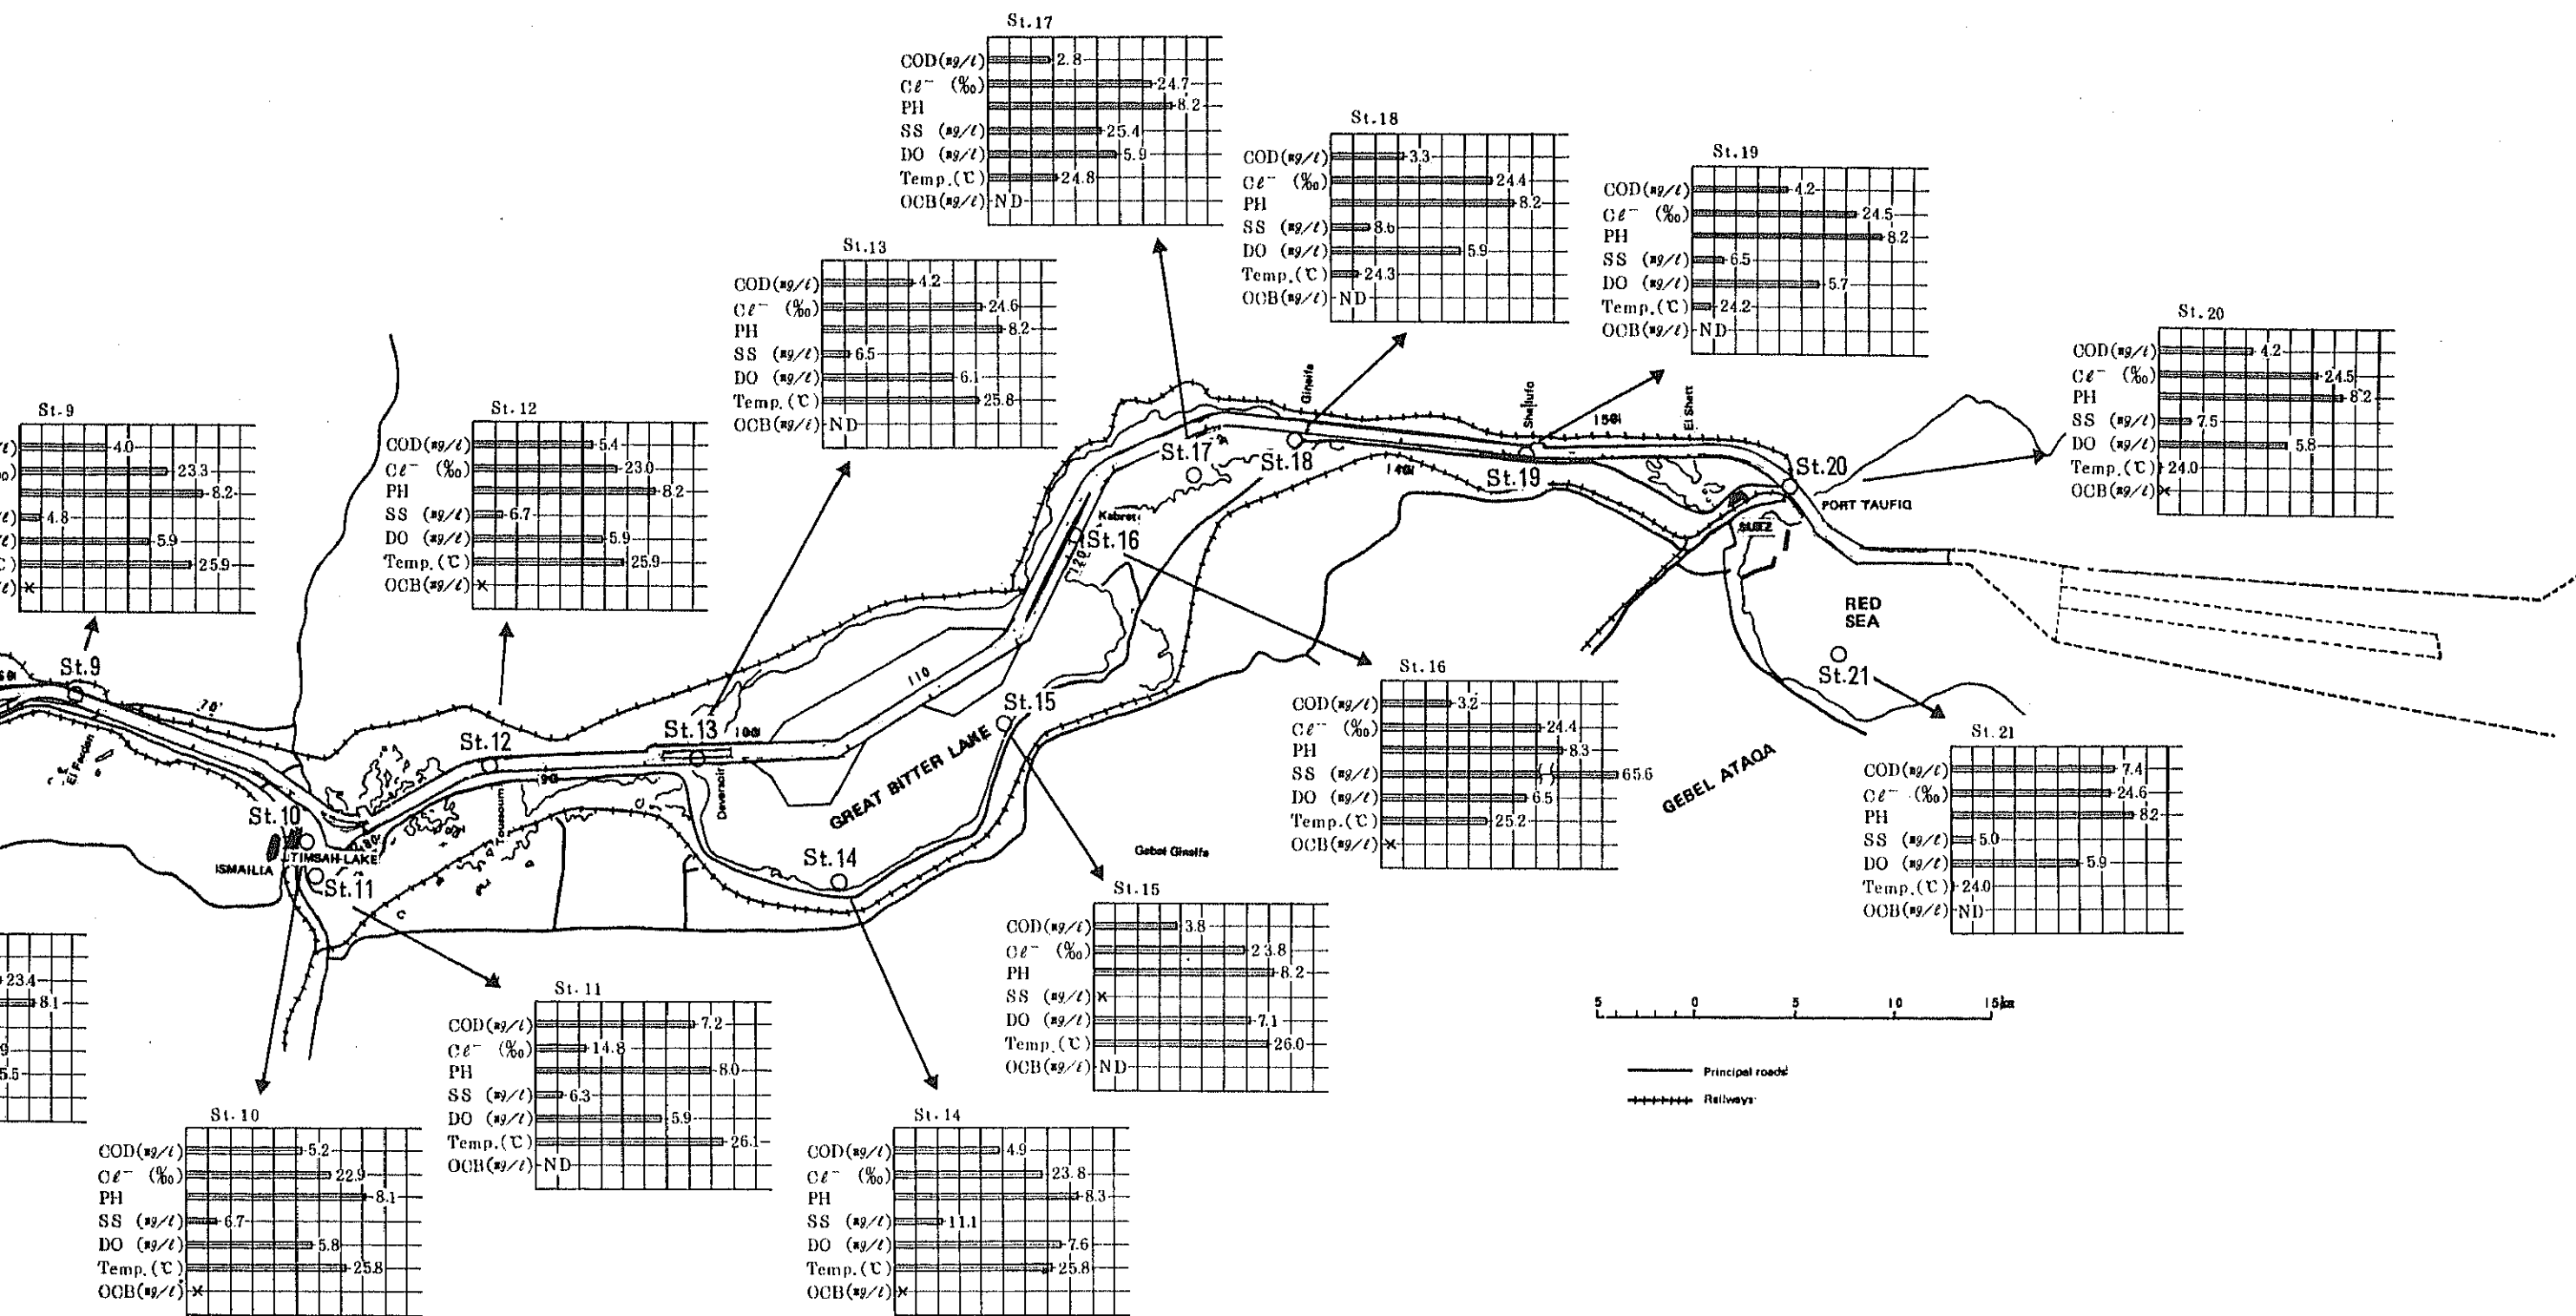 St.17
COD(mg/ℓ) 2.8
Cℓ⁻ (‰) 24.7
PH 8.2
SS (mg/ℓ) 25.4
DO (mg/ℓ) 5.9
Temp.(℃) 24.8
OCB(mg/ℓ) ND
St.18
COD(mg/ℓ) 3.3
Cℓ⁻ (‰) 24.4
PH 8.2
SS (mg/ℓ) 8.6
DO (mg/ℓ) 5.9
Temp.(℃) 24.3
OCB(mg/ℓ) ND
St.19
COD(mg/ℓ) 4.2
Cℓ⁻ (‰) 24.5
PH 8.2
SS (mg/ℓ) 6.5
DO (mg/ℓ) 5.7
Temp.(℃) 24.2
OCB(mg/ℓ) ND
St.13
COD(mg/ℓ) 4.2
Cℓ⁻ (‰) 24.6
PH 8.2
SS (mg/ℓ) 6.5
DO (mg/ℓ) 6.1
Temp.(℃) 25.8
OCB(mg/ℓ) ND
St.20
COD(mg/ℓ) 4.2
Cℓ⁻ (‰) 24.5
PH 8.2
SS (mg/ℓ) 7.5
DO (mg/ℓ) 5.8
Temp.(℃) 24.0
OCB(mg/ℓ) ×
St.9
/ℓ) 4.0
23.3
8.2
/ℓ) 4.8
/ℓ) 5.9
C) 25.9
/ℓ) ×
St.12
COD(mg/ℓ) 5.4
Cℓ⁻ (‰) 23.0
PH 8.2
SS (mg/ℓ) 6.7
DO (mg/ℓ) 5.9
Temp.(℃) 25.9
OCB(mg/ℓ) ×
Gineifa
Shallufa
150
El Shatt
St.17
St.18
140
St.19
St.20
PORT TAUFIQ
SUEZ
Kabret
St.16
120
RED
SEA
St.21
St.9
70
El Fardan
St.12
St.13
100
110
St.15
90
Toussoum
Deversoir
GREAT BITTER LAKE
GEBEL ATAQA
St.10
TIMSAH LAKE
80
ISMAILIA
St.11
St.14
Gebel Gineifa
St.16
COD(mg/ℓ) 3.2
Cℓ⁻ (‰) 24.4
PH 8.3
SS (mg/ℓ) 65.6
DO (mg/ℓ) 6.5
Temp.(℃) 25.2
OCB(mg/ℓ) ×
St.21
COD(mg/ℓ) 7.4
Cℓ⁻ (‰) 24.6
PH 8.2
SS (mg/ℓ) 5.0
DO (mg/ℓ) 5.9
Temp.(℃) 24.0
OCB(mg/ℓ) ND
St.15
COD(mg/ℓ) 3.8
Cℓ⁻ (‰) 23.8
PH 8.2
SS (mg/ℓ) ×
DO (mg/ℓ) 7.1
Temp.(℃) 26.0
OCB(mg/ℓ) ND
23.4
8.1
9
5.5
St.11
COD(mg/ℓ) 7.2
Cℓ⁻ (‰) 14.8
PH 8.0
SS (mg/ℓ) 6.3
DO (mg/ℓ) 5.9
Temp.(℃) 26.1
OCB(mg/ℓ) ND
5 0 5 10 15km
Principal roads
Railways
St.10
COD(mg/ℓ) 5.2
Cℓ⁻ (‰) 22.9
PH 8.1
SS (mg/ℓ) 6.7
DO (mg/ℓ) 5.8
Temp.(℃) 25.8
OCB(mg/ℓ) ×
St.14
COD(mg/ℓ) 4.9
Cℓ⁻ (‰) 23.8
PH 8.3
SS (mg/ℓ) 11.1
DO (mg/ℓ) 7.6
Temp.(℃) 25.8
OCB(mg/ℓ) ×